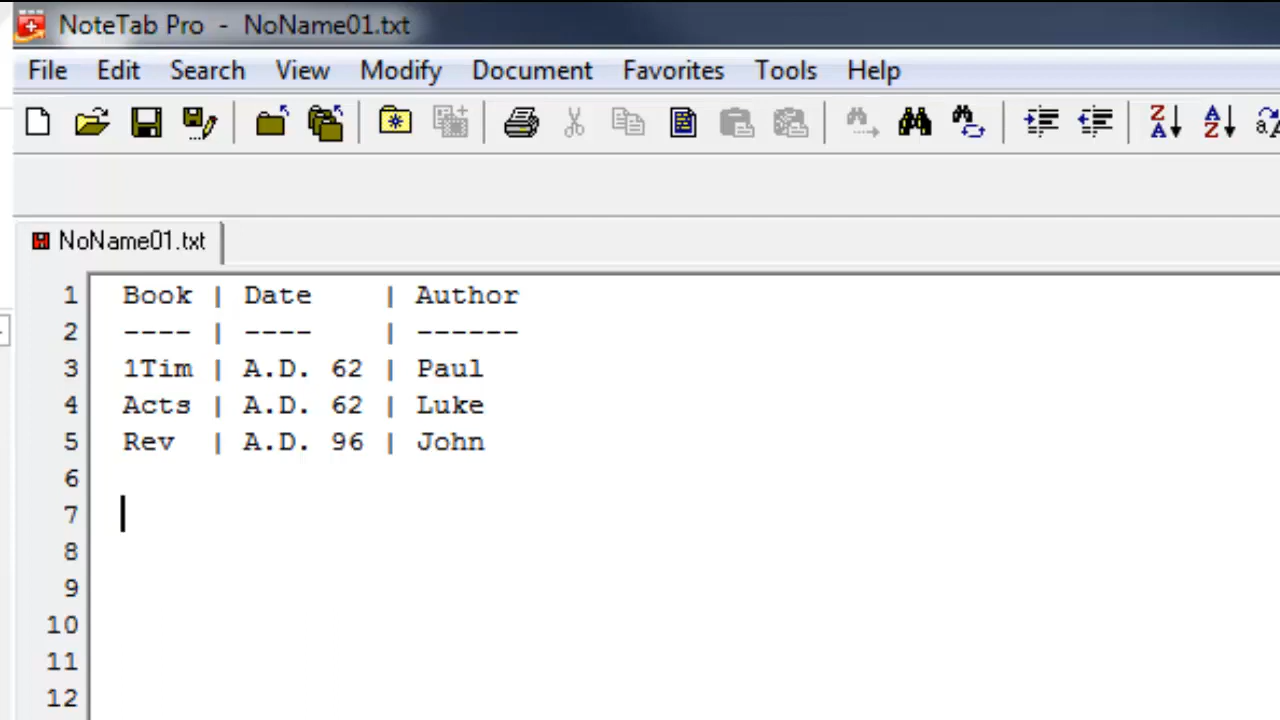 NoteTab Pro - NoName01.txt
File Edit Search View Modify Document Favorites Tools Help
NoName01.txt
1 Book | Date     | Author
2 ---- | ----     | ------
3 1Tim | A.D. 62 | Paul
4 Acts | A.D. 62 | Luke
5 Rev  | A.D. 96 | John
6
7
8
9
10
11
12